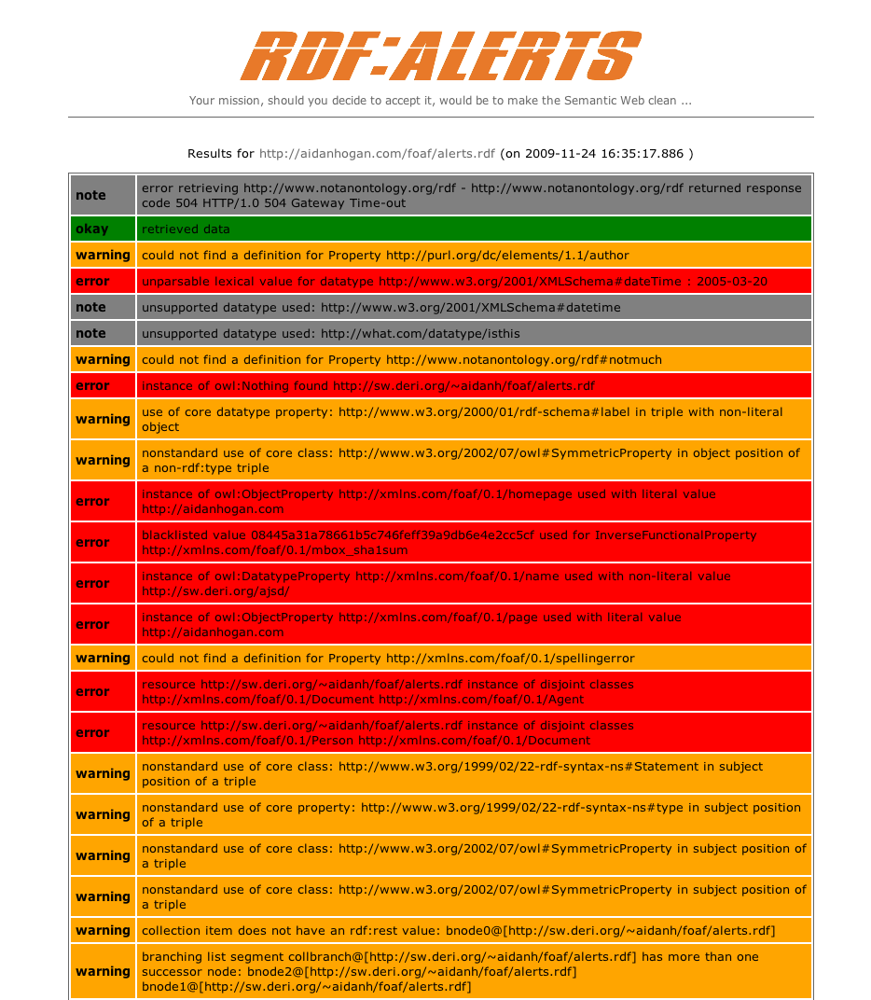 RDF:ALERTS
Your mission, should you decide to accept it, would be to make the Semantic Web clean ...
Results for http://aidanhogan.com/foaf/alerts.rdf (on 2009-11-24 16:35:17.886 )
note error retrieving http://www.notanontology.org/rdf - http://www.notanontology.org/rdf returned response
code 504 HTTP/1.0 504 Gateway Time-out
okay retrieved data
warning could not find a definition for Property http://purl.org/dc/elements/1.1/author
error unparsable lexical value for datatype http://www.w3.org/2001/XMLSchema#dateTime : 2005-03-20
note unsupported datatype used: http://www.w3.org/2001/XMLSchema#datetime
note unsupported datatype used: http://what.com/datatype/isthis
warning could not find a definition for Property http://www.notanontology.org/rdf#notmuch
error instance of owl:Nothing found http://sw.deri.org/~aidanh/foaf/alerts.rdf
warning use of core datatype property: http://www.w3.org/2000/01/rdf-schema#label in triple with non-literal
object
warning nonstandard use of core class: http://www.w3.org/2002/07/owl#SymmetricProperty in object position of
a non-rdf:type triple
error instance of owl:ObjectProperty http://xmlns.com/foaf/0.1/homepage used with literal value
http://aidanhogan.com
error blacklisted value 08445a31a78661b5c746feff39a9db6e4e2cc5cf used for InverseFunctionalProperty
http://xmlns.com/foaf/0.1/mbox_sha1sum
error instance of owl:DatatypeProperty http://xmlns.com/foaf/0.1/name used with non-literal value
http://sw.deri.org/ajsd/
error instance of owl:ObjectProperty http://xmlns.com/foaf/0.1/page used with literal value
http://aidanhogan.com
warning could not find a definition for Property http://xmlns.com/foaf/0.1/spellingerror
error resource http://sw.deri.org/~aidanh/foaf/alerts.rdf instance of disjoint classes
http://xmlns.com/foaf/0.1/Document http://xmlns.com/foaf/0.1/Agent
error resource http://sw.deri.org/~aidanh/foaf/alerts.rdf instance of disjoint classes
http://xmlns.com/foaf/0.1/Person http://xmlns.com/foaf/0.1/Document
warning nonstandard use of core class: http://www.w3.org/1999/02/22-rdf-syntax-ns#Statement in subject
position of a triple
warning nonstandard use of core property: http://www.w3.org/1999/02/22-rdf-syntax-ns#type in subject position
of a triple
warning nonstandard use of core class: http://www.w3.org/2002/07/owl#SymmetricProperty in subject position of
a triple
warning nonstandard use of core class: http://www.w3.org/2002/07/owl#SymmetricProperty in subject position of
a triple
warning collection item does not have an rdf:rest value: bnode0@[http://sw.deri.org/~aidanh/foaf/alerts.rdf]
warning branching list segment collbranch@[http://sw.deri.org/~aidanh/foaf/alerts.rdf] has more than one
successor node: bnode2@[http://sw.deri.org/~aidanh/foaf/alerts.rdf]
bnode1@[http://sw.deri.org/~aidanh/foaf/alerts.rdf]